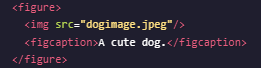 <figure>
<img src="dogimage.jpeg"/>
<figcaption>A cute dog.</figcaption>
</figure>